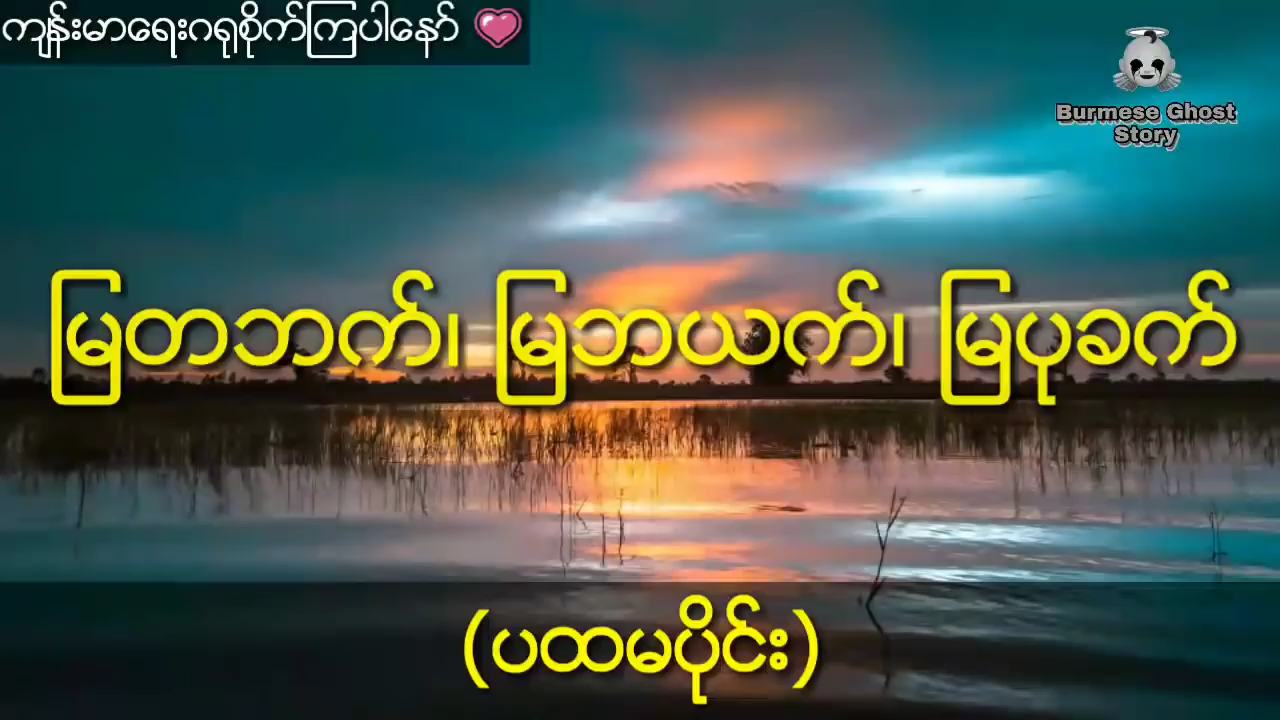 ကျန်းမာရေးဂရုစိုက်ကြပါနော် 💗
Burmese Ghost
Story
မြတဘက်၊ မြဘယက်၊ မြပုခက်
(ပထမပိုင်း)